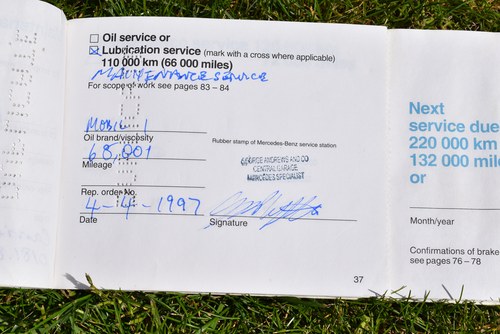 Oil service or
Lubrication service (mark with a cross where applicable)
110 000 km (66 000 miles)
MAINTENANCE SERVICE
For scope of work see pages 83 – 84
MOBIL 1
Oil brand/viscosity
68,001
Mileage
Rep. order No.
4-4-1997
Date
Rubber stamp of Mercedes-Benz service station
GEORGE ANDREWS AND CO
CENTRAL GARAGE
MERCEDES SPECIALIST
Signature
37
Next
service due
220 000 km
132 000 mile
or
Month/year
Confirmations of brake
see pages 76 – 78